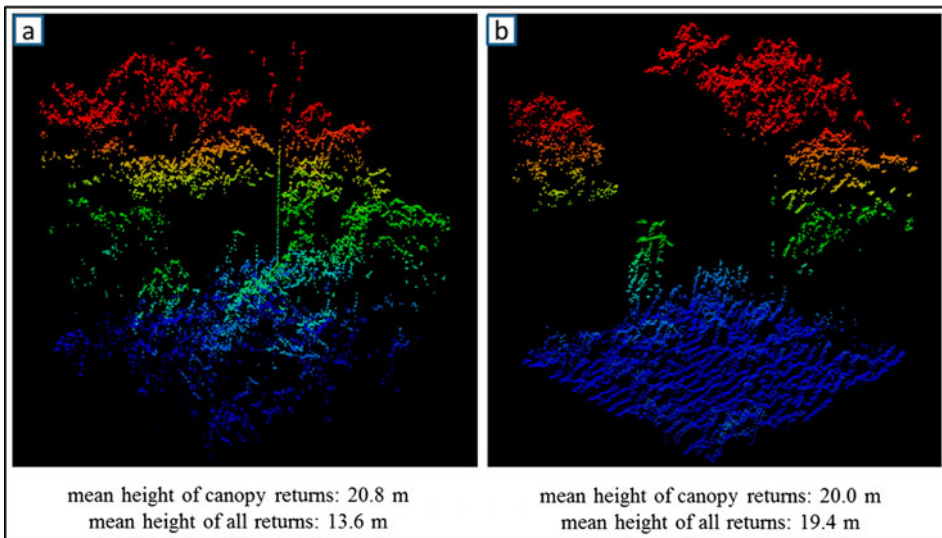 a
b
mean height of canopy returns: 20.8 m
mean height of all returns: 13.6 m
mean height of canopy returns: 20.0 m
mean height of all returns: 19.4 m